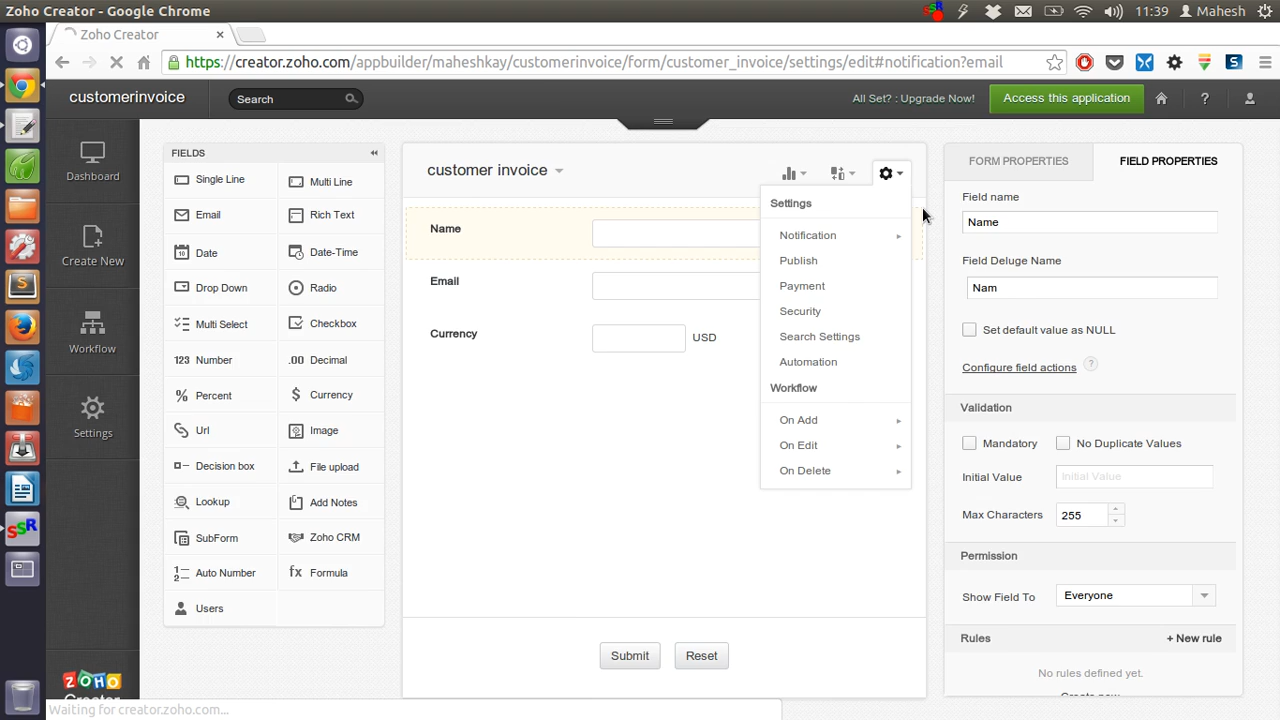 Zoho Creator - Google Chrome
11:39
Mahesh
Zoho Creator
https://creator.zoho.com/appbuilder/maheshkay/customerinvoice/form/customer_invoice/settings/edit#notification?email
customerinvoice
Search
All Set? : Upgrade Now!
Access this application
?
Dashboard
Create New
Workflow
Settings
ZOHO
Creator
FIELDS
Single Line
Multi Line
Email
Rich Text
Date
Date-Time
Drop Down
Radio
Multi Select
Checkbox
123 Number
.00 Decimal
% Percent
$ Currency
Url
Image
Decision box
File upload
Lookup
Add Notes
SubForm
Zoho CRM
Auto Number
fx Formula
Users
customer invoice
Name
Email
Currency
USD
Submit
Reset
Settings
Notification
Publish
Payment
Security
Search Settings
Automation
Workflow
On Add
On Edit
On Delete
FORM PROPERTIES
FIELD PROPERTIES
Field name
Name
Field Deluge Name
Nam
Set default value as NULL
Configure field actions ?
Validation
Mandatory
No Duplicate Values
Initial Value
Initial Value
Max Characters
255
Permission
Show Field To
Everyone
Rules
+ New rule
No rules defined yet.
Create new
Waiting for creator.zoho.com...